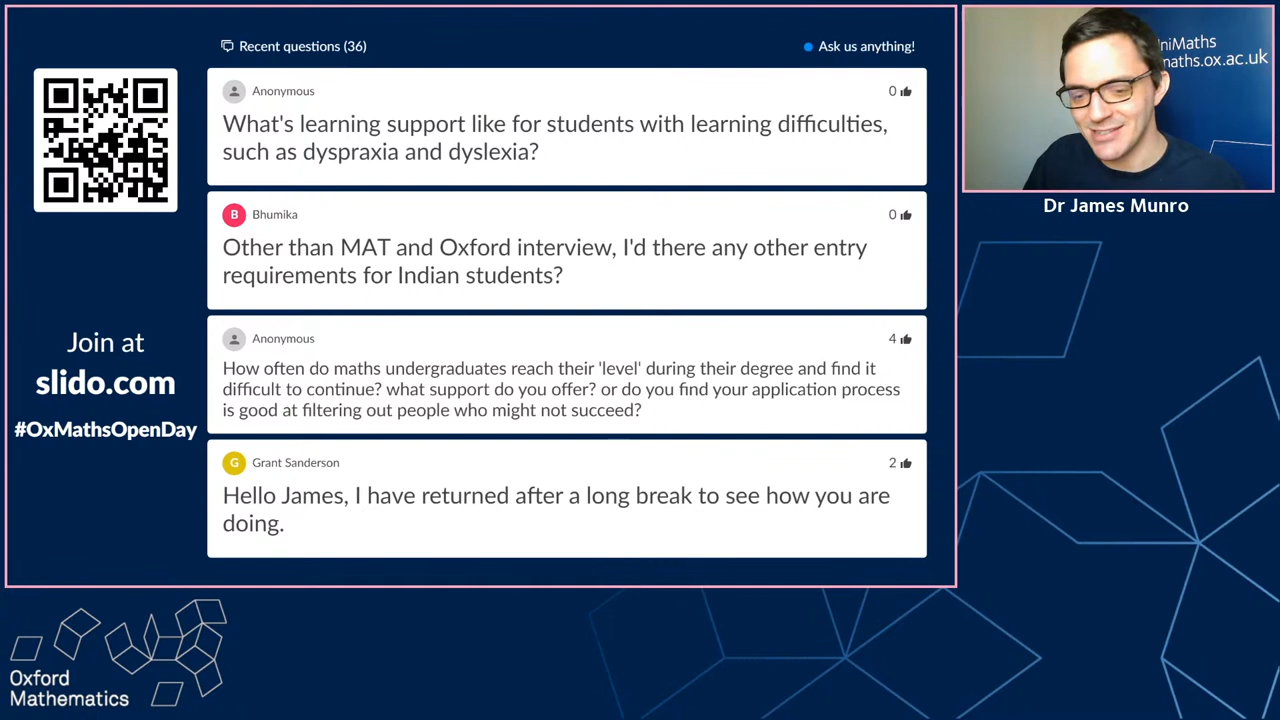 Recent questions (36)
Ask us anything!
Anonymous
0
What's learning support like for students with learning difficulties,
such as dyspraxia and dyslexia?
B
Bhumika
0
Other than MAT and Oxford interview, I'd there any other entry
requirements for Indian students?
Anonymous
4
How often do maths undergraduates reach their 'level' during their degree and find it
difficult to continue? what support do you offer? or do you find your application process
is good at filtering out people who might not succeed?
G
Grant Sanderson
2
Hello James, I have returned after a long break to see how you are
doing.
Join at
slido.com
#OxMathsOpenDay
niMaths
maths.ox.ac.uk
Dr James Munro
Oxford
Mathematics